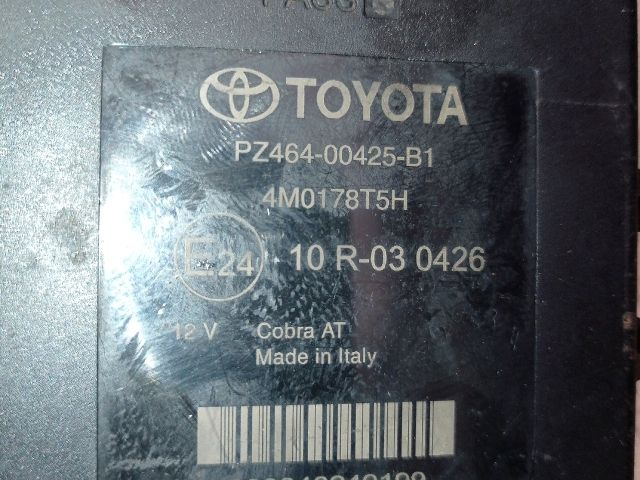 TOYOTA
PZ464-00425-B1
4M0178T5H
E24 10 R-03 0426
12 V Cobra AT
Made in Italy